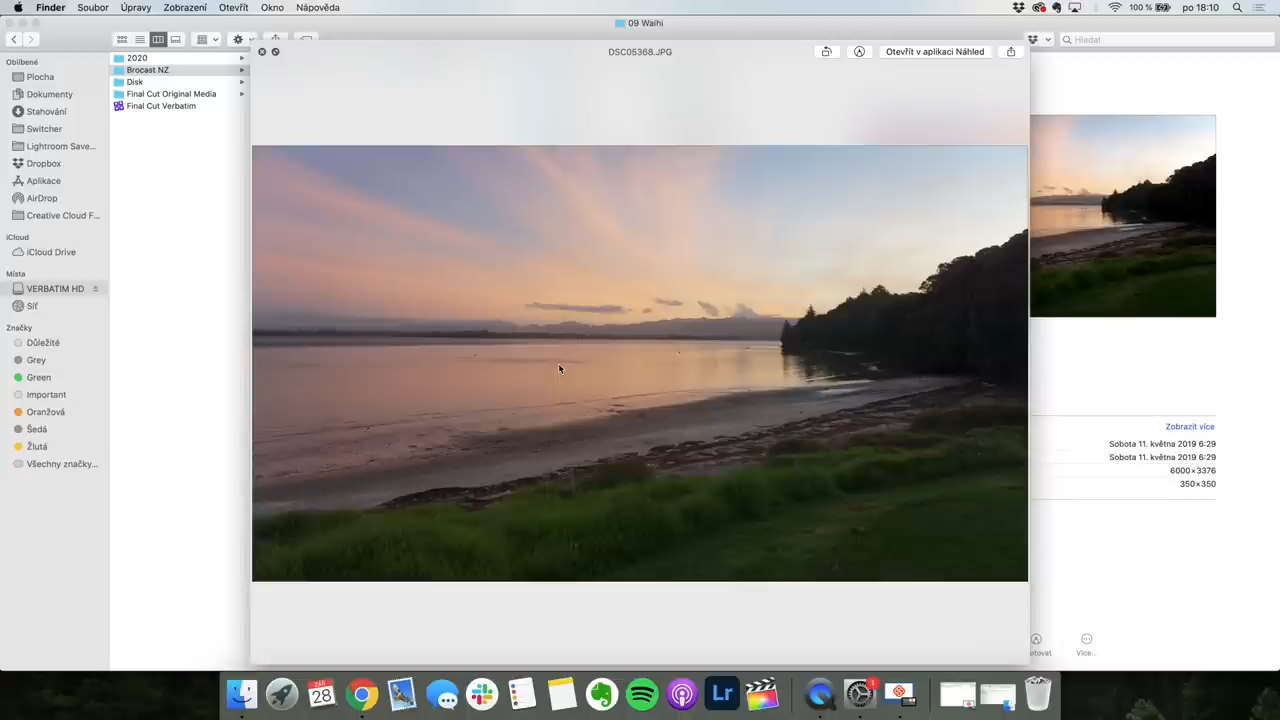 Finder Soubor Úpravy Zobrazení Otevřít Okno Nápověda 100 % po 18:10
09 Waihi
Hledat
DSC05368.JPG
Otevřít v aplikaci Náhled
Oblíbené
Plocha
Dokumenty
Stahování
Switcher
Lightroom Save...
Dropbox
Aplikace
AirDrop
Creative Cloud F...
iCloud
iCloud Drive
Místa
VERBATIM HD
Síť
Značky
Důležité
Grey
Green
Important
Oranžová
Šedá
Žlutá
Všechny značky...
2020
Brocast NZ
Disk
Final Cut Original Media
Final Cut Verbatim
Zobrazit více
Sobota 11. května 2019 6:29
Sobota 11. května 2019 6:29
6000×3376
350×350
Více...
ZÁŘ
28
Lr
1